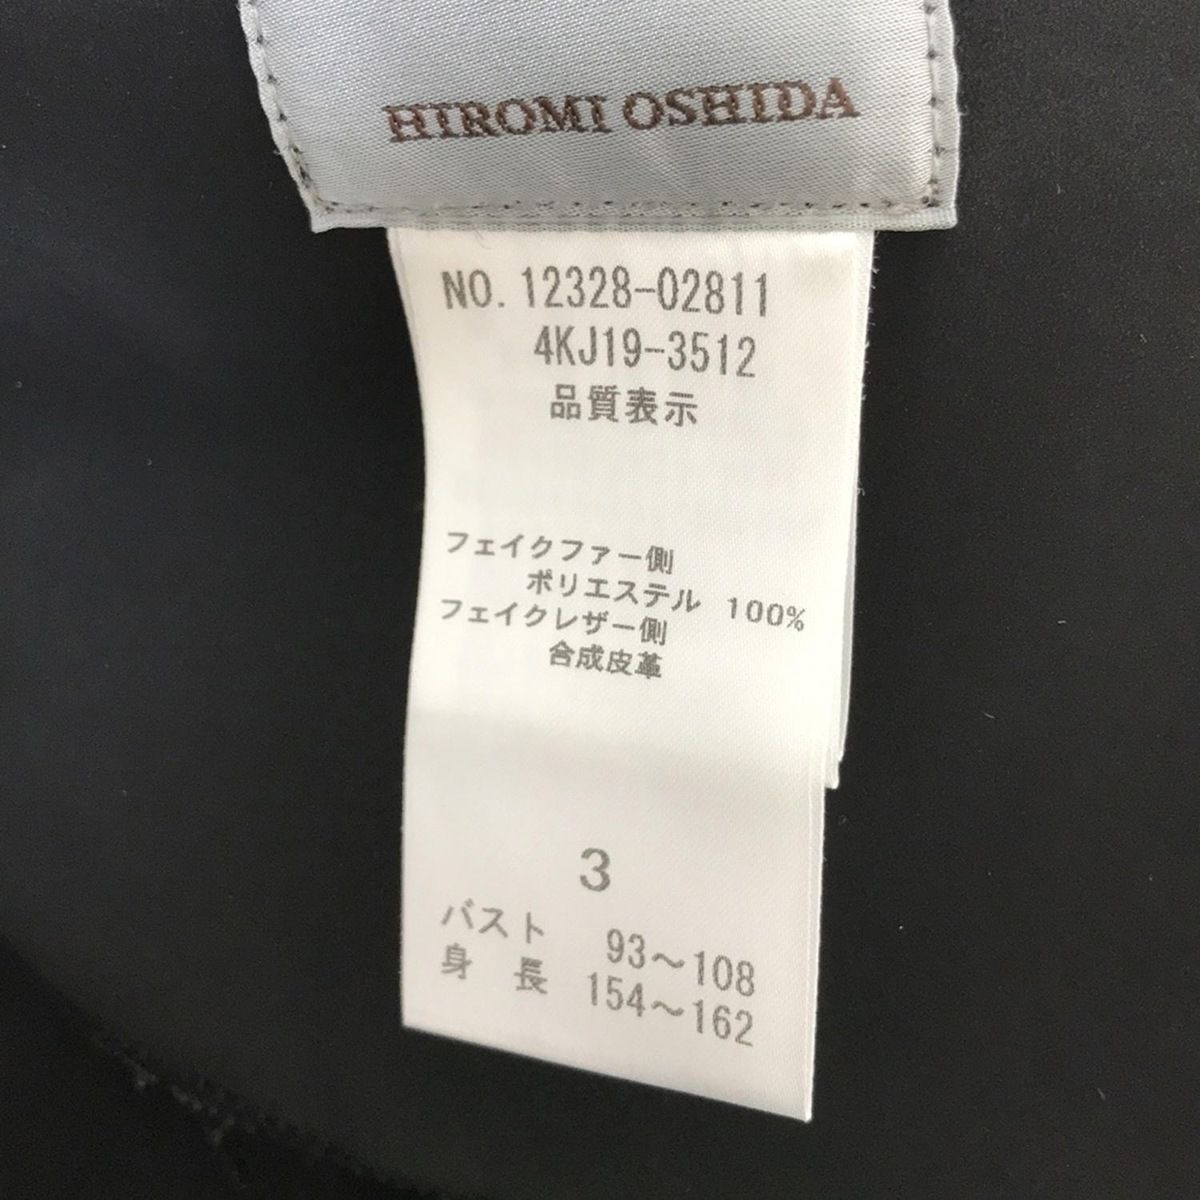 HIROMI OSHIDA
NO. 12328-02811
4KJ19-3512
品質表示
フェイクファー側
ポリエステル 100%
フェイクレザー側
合成皮革
3
バスト 93～108
身長 154～162